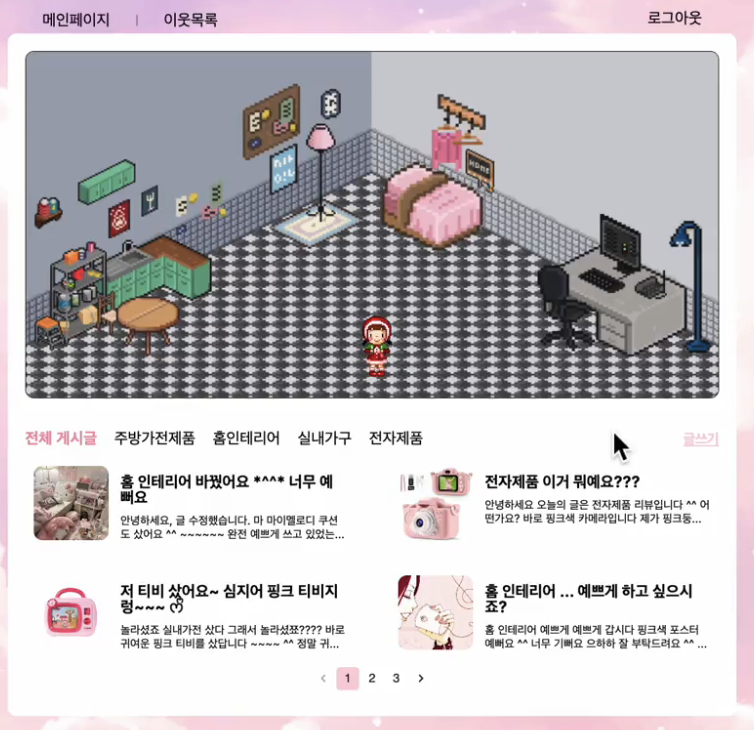 메인페이지 | 이웃목록 로그아웃
HOME
전체 게시글 주방가전제품 홈인테리어 실내가구 전자제품 글쓰기
홈 인테리어 바꿨어요 *^^* 너무 예
뻐요
안녕하세요, 글 수정했습니다. 마 마이멜로디 쿠션
도 샀어요 ^^ ~~~~~~ 완전 예쁘게 쓰고 있었는...
전자제품 이거 뭐예요???
안녕하세요 오늘의 글은 전자제품 리뷰입니다 ^^ 어
떤가요? 바로 핑크색 카메라입니다 제가 핑크둥...
저 티비 샀어요~ 심지어 핑크 티비지
렁~~~
놀라셨죠 실내가전 샀다 그래서 놀라셨쬬???? 바로
귀여운 핑크 티비를 샀답니다 ~~~~ ^^ 정말 귀...
홈 인테리어 ... 예쁘게 하고 싶으시
죠?
홈 인테리어 예쁘게 예쁘게 갑시다 핑크색 포스터
예뻐요 ^^ 너무 기뻐요 으하하 잘 부탁드려요 ^^ ...
‹ 1 2 3 ›